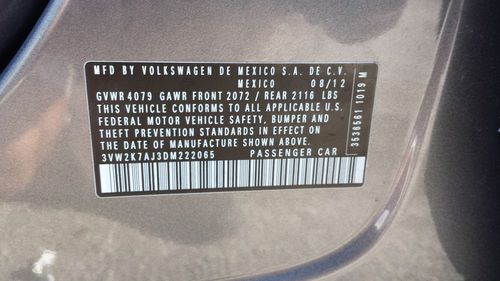 MFD BY VOLKSWAGEN DE MEXICO S.A. DE C.V.
MEXICO 08/12
GVWR 4079 GAWR FRONT 2072 / REAR 2116 LBS
THIS VEHICLE CONFORMS TO ALL APPLICABLE U.S.
FEDERAL MOTOR VEHICLE SAFETY, BUMPER AND
THEFT PREVENTION STANDARDS IN EFFECT ON
THE DATE OF MANUFACTURE SHOWN ABOVE.
3VW2K7AJ3DM222065 PASSENGER CAR
3536561 1019 M